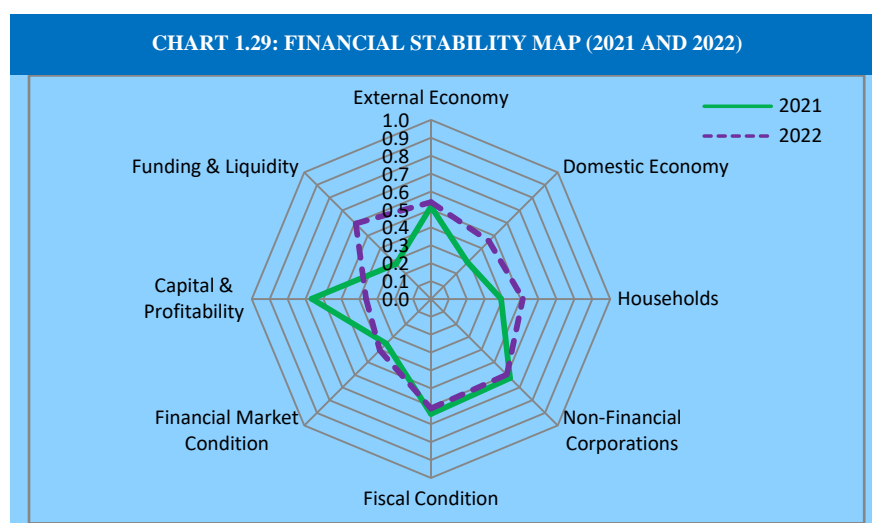 CHART 1.29: FINANCIAL STABILITY MAP (2021 AND 2022)
External Economy
2021
2022
1.0
0.9
0.8
0.7
0.6
0.5
0.4
0.3
0.2
0.1
0.0
Funding & Liquidity
Domestic Economy
Capital &
Profitability
Households
Financial Market
Condition
Non-Financial
Corporations
Fiscal Condition